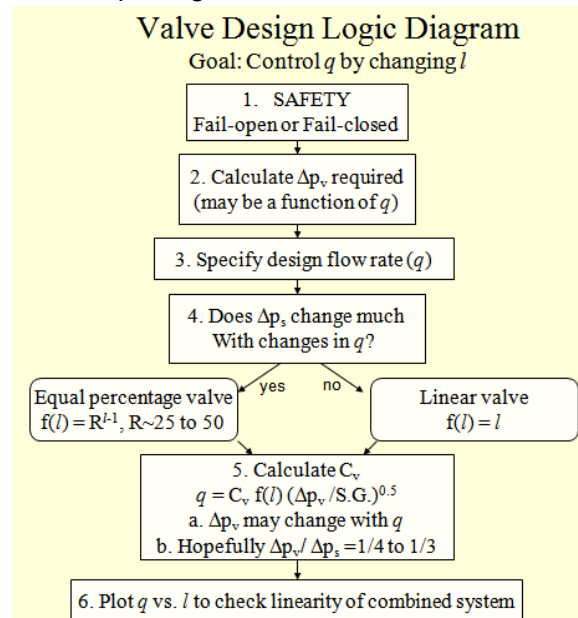 Valve Design Logic Diagram
Goal: Control q by changing l
1. SAFETY
Fail-open or Fail-closed
2. Calculate Δpᵥ required
(may be a function of q)
3. Specify design flow rate (q)
4. Does Δpₛ change much
With changes in q?
yes
no
Equal percentage valve
f(l) = Rˡ⁻¹, R~25 to 50
Linear valve
f(l) = l
5. Calculate Cᵥ
q = Cᵥ f(l) (Δpᵥ /S.G.)⁰·⁵
a. Δpᵥ may change with q
b. Hopefully Δpᵥ/ Δpₛ =1/4 to 1/3
6. Plot q vs. l to check linearity of combined system